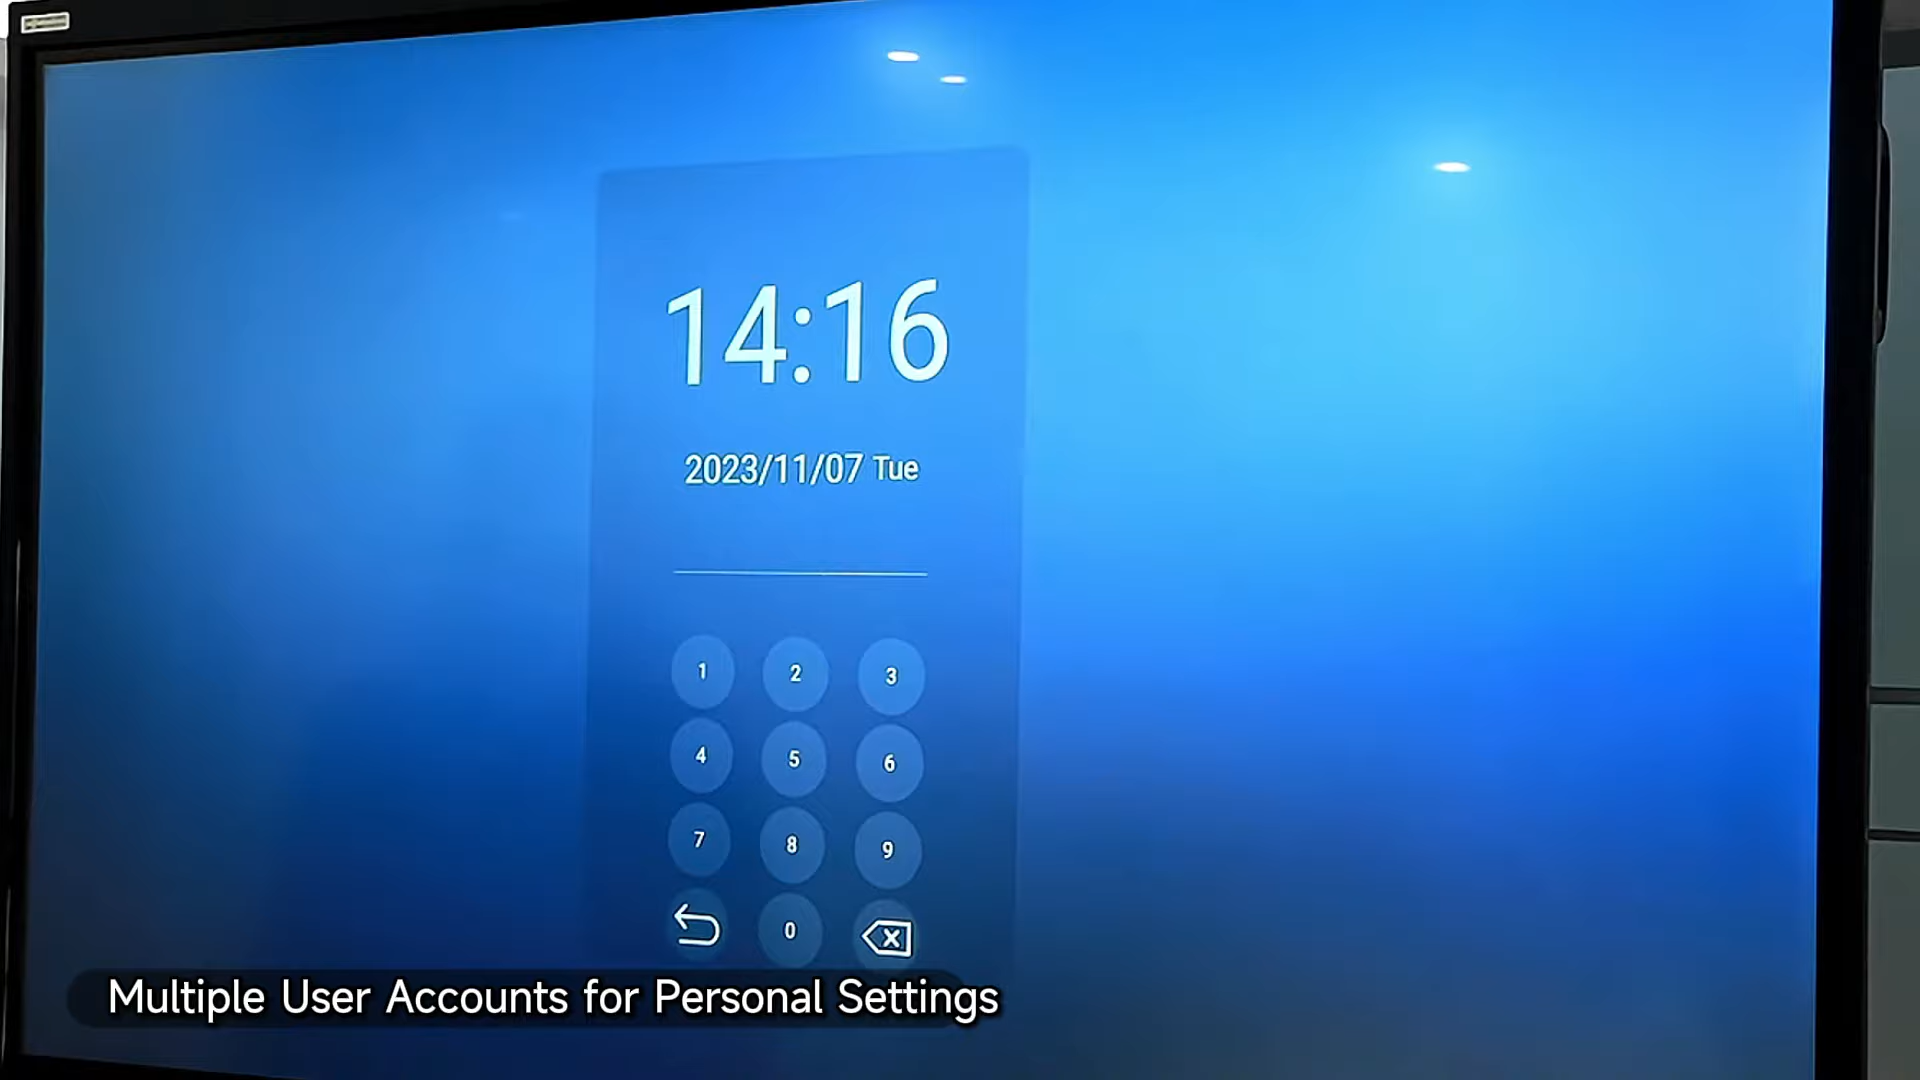 14:16
2023/11/07 Tue
1 2 3
4 5 6
7 8 9
0
Multiple User Accounts for Personal Settings